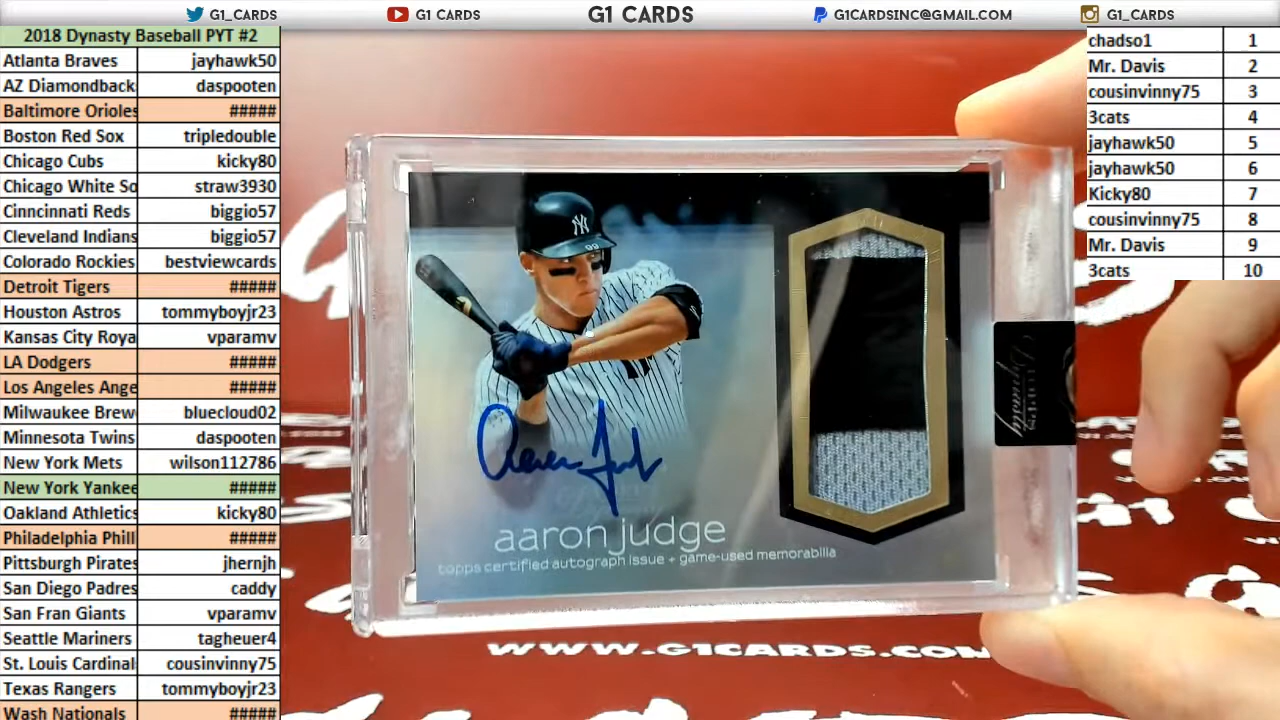 G1_CARDS G1 CARDS G1 CARDS G1CARDSINC@GMAIL.COM G1_CARDS
2018 Dynasty Baseball PYT #2
Atlanta Braves jayhawk50
AZ Diamondback daspooten
Baltimore Orioles #####
Boston Red Sox tripledouble
Chicago Cubs kicky80
Chicago White So straw3930
Cinncinnati Reds biggio57
Cleveland Indians biggio57
Colorado Rockies bestviewcards
Detroit Tigers #####
Houston Astros tommyboyjr23
Kansas City Roya vparamv
LA Dodgers #####
Los Angeles Ange #####
Milwaukee Brew bluecloud02
Minnesota Twins daspooten
New York Mets wilson112786
New York Yankee #####
Oakland Athletics kicky80
Philadelphia Phill #####
Pittsburgh Pirates jhernjh
San Diego Padres caddy
San Fran Giants vparamv
Seattle Mariners tagheuer4
St. Louis Cardinal cousinvinny75
Texas Rangers tommyboyjr23
Wash Nationals #####
chadso1 1
Mr. Davis 2
cousinvinny75 3
3cats 4
jayhawk50 5
jayhawk50 6
Kicky80 7
cousinvinny75 8
Mr. Davis 9
3cats 10
NY
99
Aaron Judge
aaron judge
topps certified autograph issue • game-used memorabilia
topps
Dynasty
WWW.G1CARDS.COM